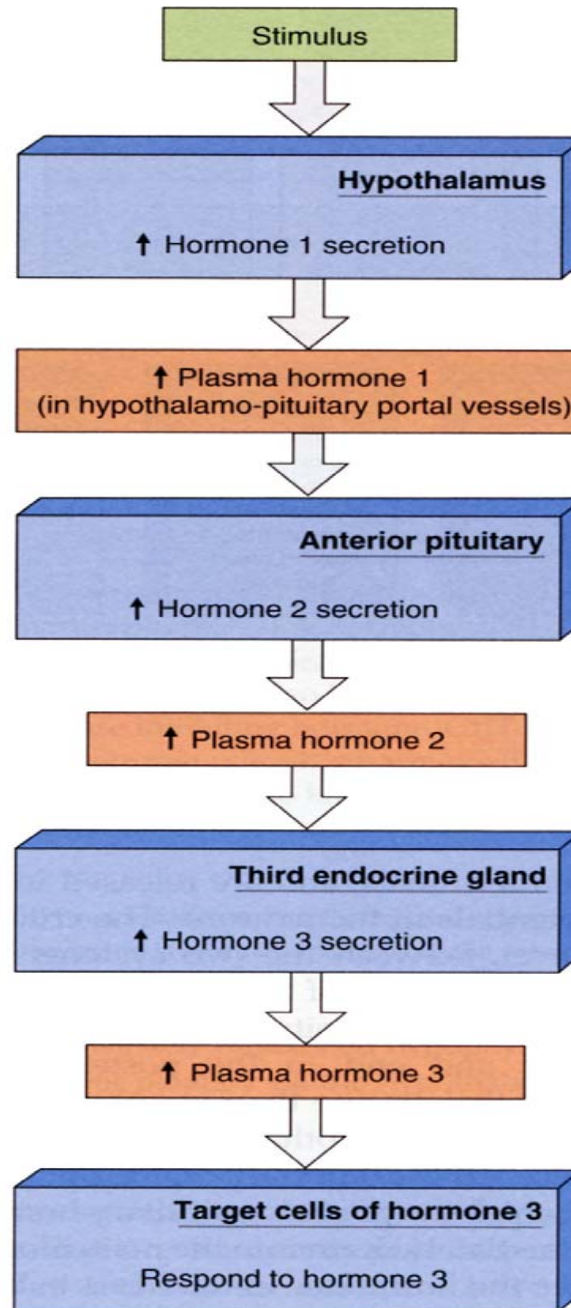 Stimulus
Hypothalamus
↑ Hormone 1 secretion
↑ Plasma hormone 1
(in hypothalamo-pituitary portal vessels)
Anterior pituitary
↑ Hormone 2 secretion
↑ Plasma hormone 2
Third endocrine gland
↑ Hormone 3 secretion
↑ Plasma hormone 3
Target cells of hormone 3
Respond to hormone 3